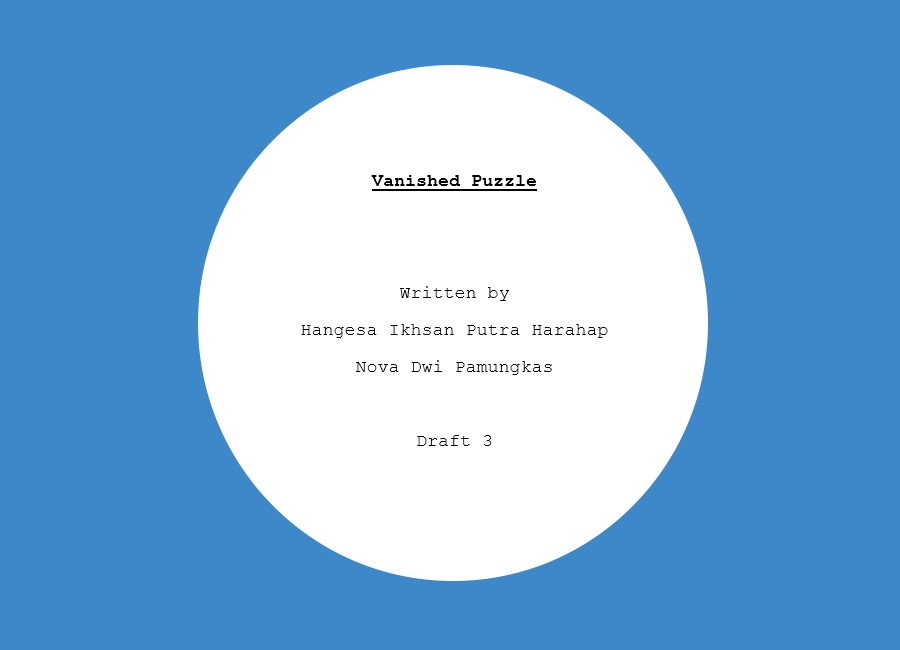 Vanished Puzzle
Written by
Hangesa Ikhsan Putra Harahap
Nova Dwi Pamungkas
Draft 3